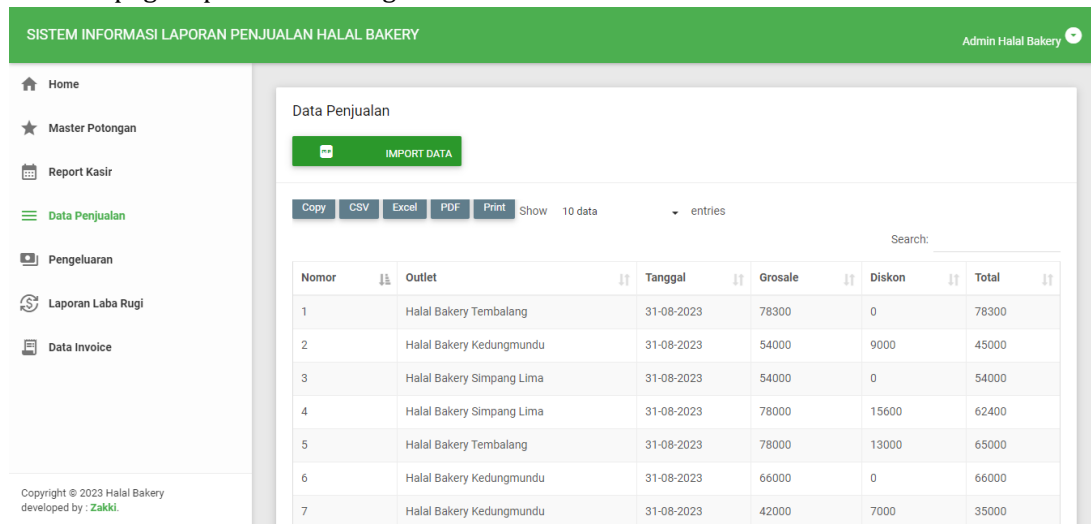 SISTEM INFORMASI LAPORAN PENJUALAN HALAL BAKERY
Admin Halal Bakery
Home
Master Potongan
Report Kasir
Data Penjualan
Pengeluaran
Laporan Laba Rugi
Data Invoice
Copyright © 2023 Halal Bakery
developed by : Zakki.
Data Penjualan
IMPORT DATA
Copy CSV Excel PDF Print Show 10 data entries
Search:
Nomor Outlet Tanggal Grosale Diskon Total
1 Halal Bakery Tembalang 31-08-2023 78300 0 78300
2 Halal Bakery Kedungmundu 31-08-2023 54000 9000 45000
3 Halal Bakery Simpang Lima 31-08-2023 54000 0 54000
4 Halal Bakery Simpang Lima 31-08-2023 78000 15600 62400
5 Halal Bakery Tembalang 31-08-2023 78000 13000 65000
6 Halal Bakery Kedungmundu 31-08-2023 66000 0 66000
7 Halal Bakery Kedungmundu 31-08-2023 42000 7000 35000